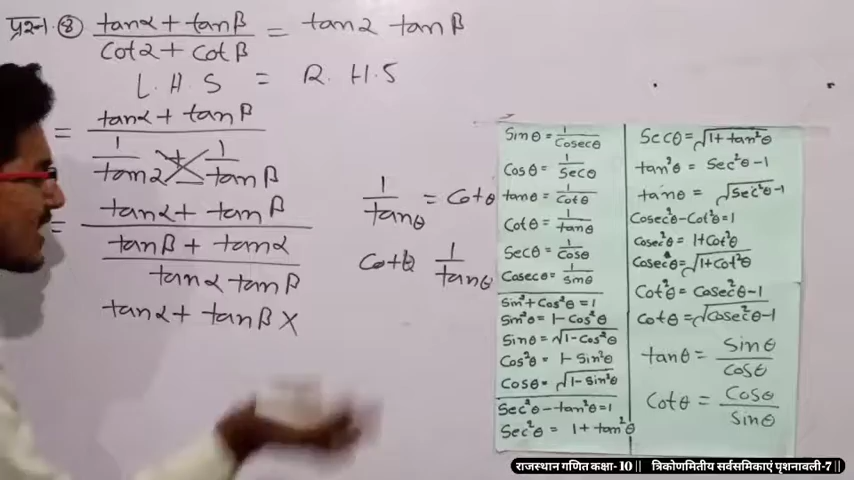 प्रश्न. ⑧ tanα + tanβ / cotα + cotβ = tanα tanβ
L.H.S = R.H.S
= tanα + tanβ / 1/tanα + 1/tanβ
= tanα + tanβ / tanβ + tanα / tanα tanβ
tanα + tanβ ×
1/tanθ = Cotθ
Cotθ 1/tanθ
Sinθ = 1/Cosecθ
Cosθ = 1/Secθ
tanθ = 1/Cotθ
Cotθ = 1/tanθ
Secθ = 1/Cosθ
Cosecθ = 1/Sinθ
Sin²θ + Cos²θ = 1
Sin²θ = 1 - Cos²θ
Sinθ = √1 - Cos²θ
Cos²θ = 1 - Sin²θ
Cosθ = √1 - Sin²θ
Sec²θ - tan²θ = 1
Sec²θ = 1 + tan²θ
Secθ = √1 + tan²θ
tan²θ = Sec²θ - 1
tanθ = √Sec²θ - 1
Cosec²θ - Cot²θ = 1
Cosec²θ = 1 + Cot²θ
Cosecθ = √1 + Cot²θ
Cot²θ = Cosec²θ - 1
Cotθ = √Cosec²θ - 1
tanθ = Sinθ/Cosθ
Cotθ = Cosθ/Sinθ
राजस्थान गणित कक्षा- 10 || त्रिकोणमितीय सर्वसमिकाएं पृशनावली-7 ||